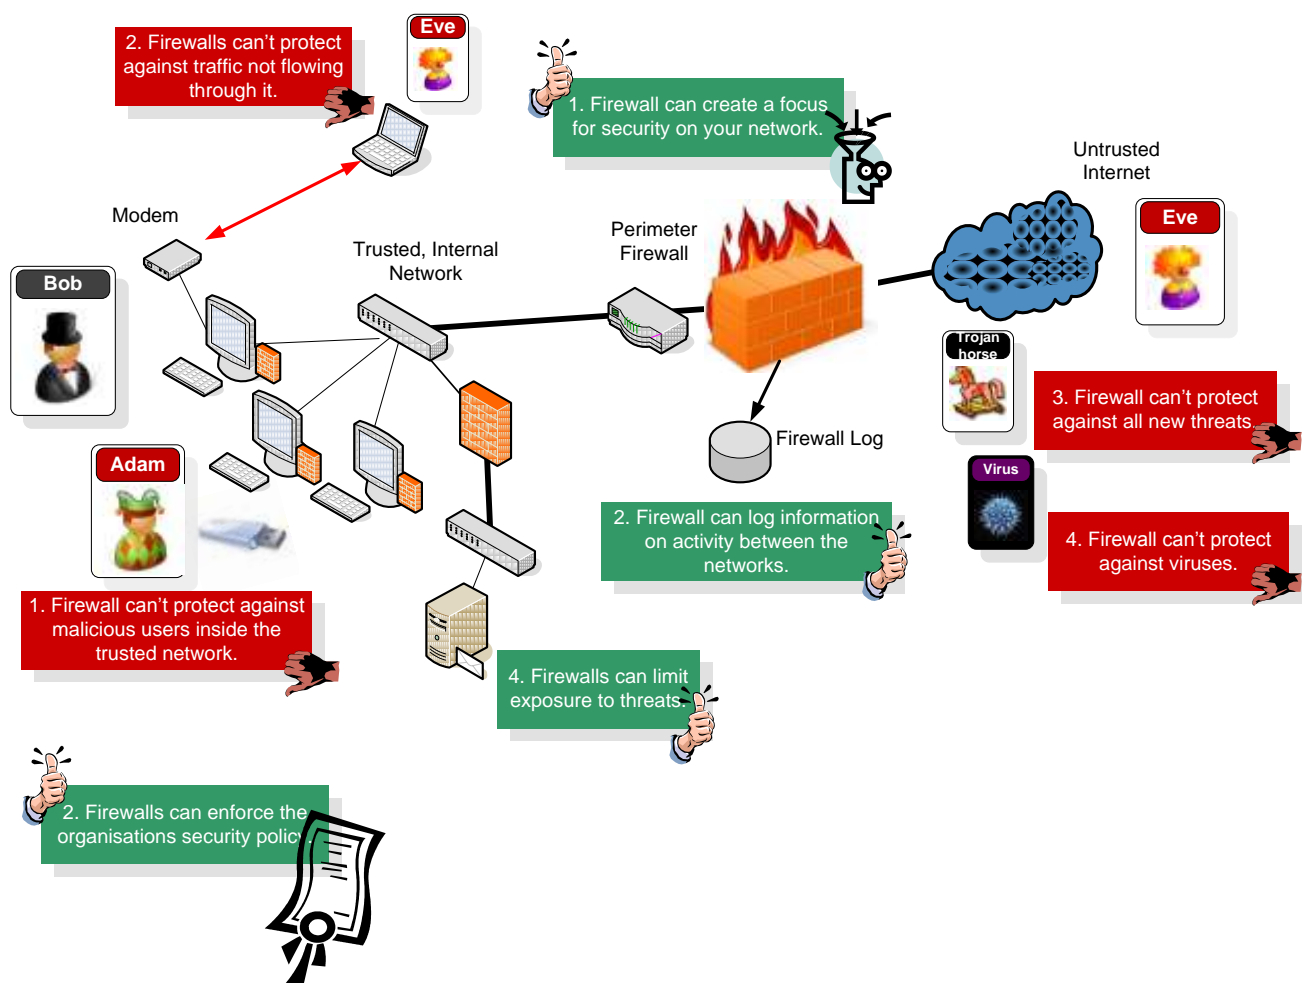 2. Firewalls can't protect
against traffic not flowing
through it.
Eve
1. Firewall can create a focus
for security on your network.
Untrusted
Internet
Eve
Modem
Trusted, Internal
Network
Perimeter
Firewall
Bob
Trojan
horse
3. Firewall can't protect
against all new threats.
Firewall Log
Adam
Virus
2. Firewall can log information
on activity between the
networks.
4. Firewall can't protect
against viruses.
1. Firewall can't protect against
malicious users inside the
trusted network.
4. Firewalls can limit
exposure to threats.
2. Firewalls can enforce the
organisations security policy.